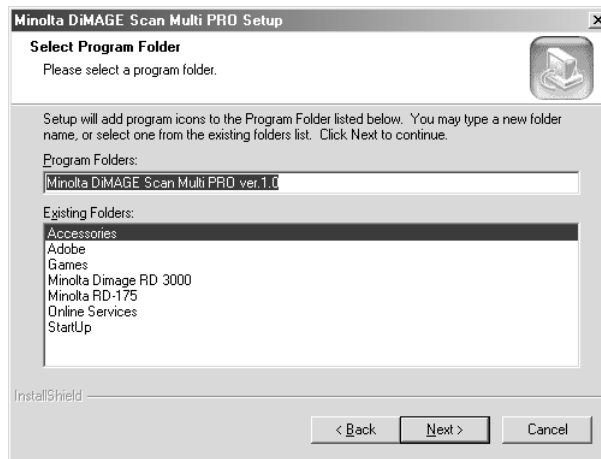 Minolta DiMAGE Scan Multi PRO Setup
Select Program Folder
Please select a program folder.
Setup will add program icons to the Program Folder listed below. You may type a new folder
name, or select one from the existing folders list. Click Next to continue.
Program Folders:
Minolta DiMAGE Scan Multi PRO ver.1.0
Existing Folders:
Accessories
Adobe
Games
Minolta Dimage RD 3000
Minolta RD-175
Online Services
StartUp
InstallShield
< Back
Next >
Cancel